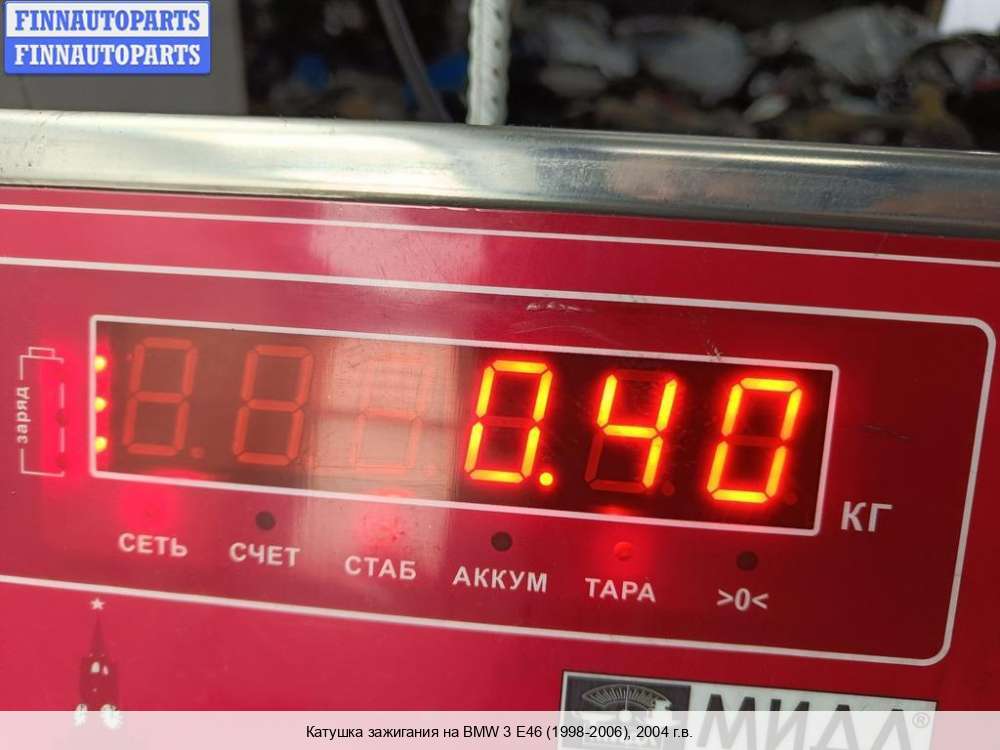 FINNAUTOPARTS
FINNAUTOPARTS
заряд
0.40
КГ
СЕТЬ СЧЕТ СТАБ АККУМ ТАРА >0<
МИДЛ®
Катушка зажигания на BMW 3 E46 (1998-2006), 2004 г.в.